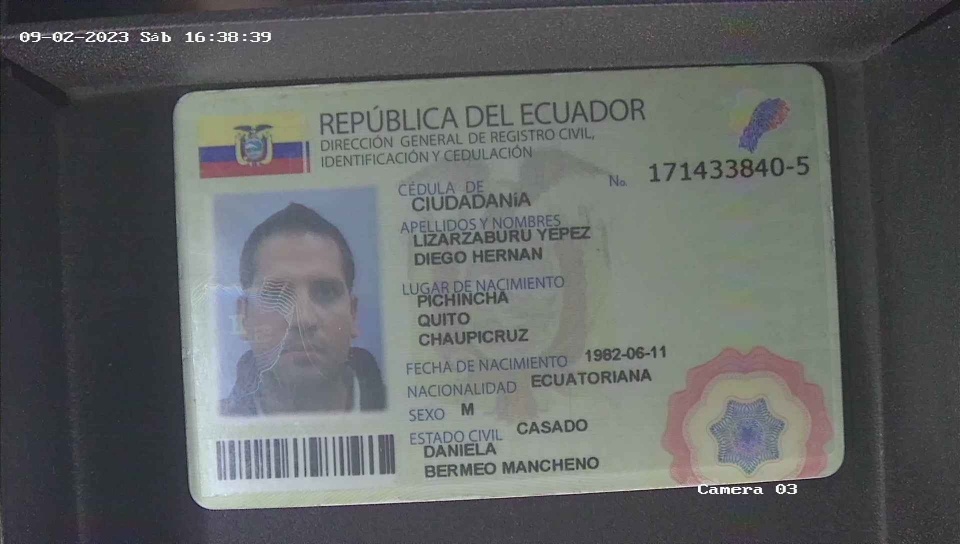 09-02-2023 Sáb 16:38:39
REPÚBLICA DEL ECUADOR
DIRECCIÓN GENERAL DE REGISTRO CIVIL,
IDENTIFICACIÓN Y CEDULACIÓN
No. 171433840-5
CÉDULA DE
CIUDADANÍA
APELLIDOS Y NOMBRES
LIZARZABURU YEPEZ
DIEGO HERNAN
LUGAR DE NACIMIENTO
PICHINCHA
QUITO
CHAUPICRUZ
FECHA DE NACIMIENTO 1982-06-11
NACIONALIDAD ECUATORIANA
SEXO M
ESTADO CIVIL CASADO
DANIELA
BERMEO MANCHENO
Camera 03